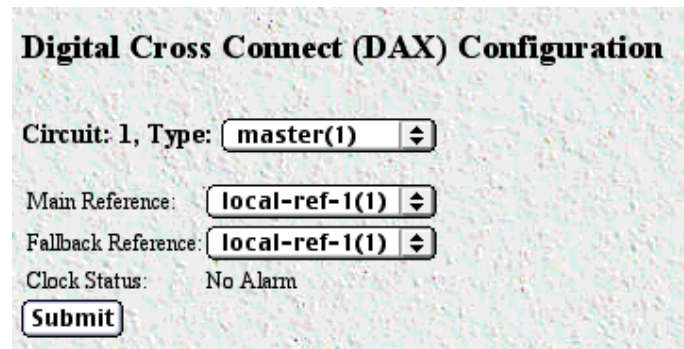 Digital Cross Connect (DAX) Configuration
Circuit: 1, Type: master(1)
Main Reference: local-ref-1(1)
Fallback Reference: local-ref-1(1)
Clock Status: No Alarm
Submit